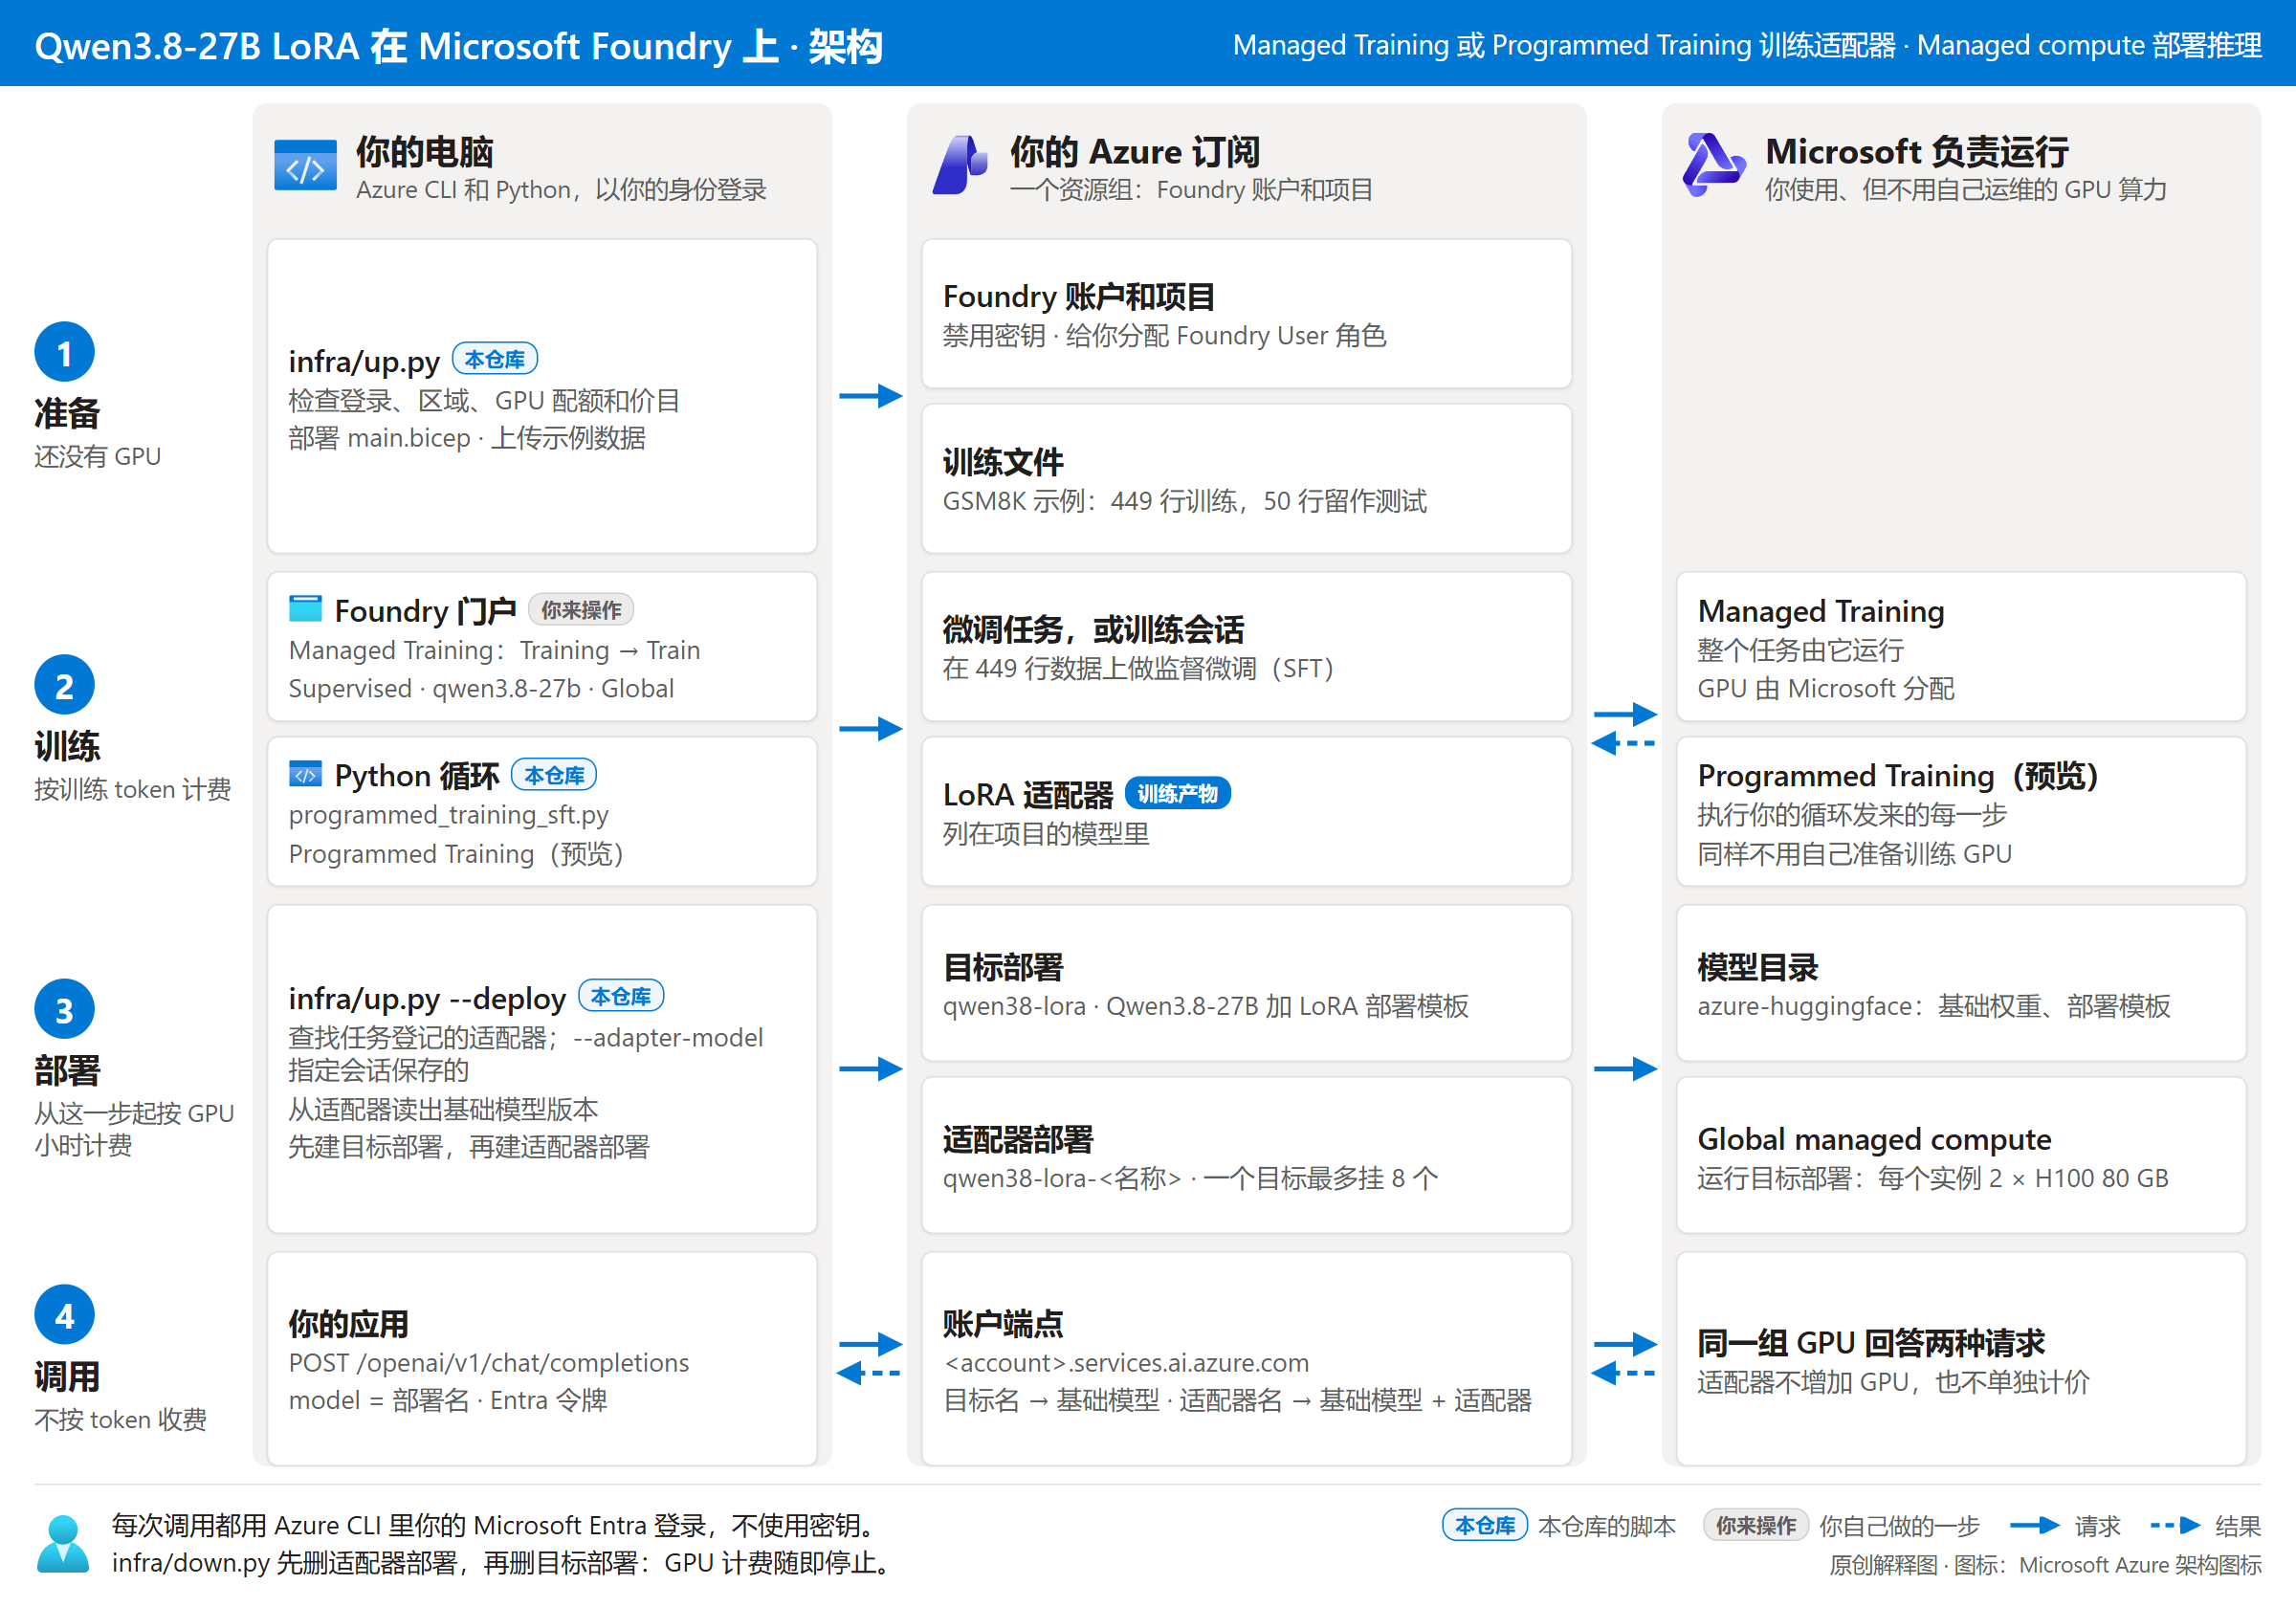 Qwen3.8-27B LoRA 在 Microsoft Foundry 上 · 架构
Managed Training 或 Programmed Training 训练适配器 · Managed compute 部署推理
你的电脑
Azure CLI 和 Python，以你的身份登录
你的 Azure 订阅
一个资源组：Foundry 账户和项目
Microsoft 负责运行
你使用、但不用自己运维的 GPU 算力
1
准备
还没有 GPU
infra/up.py 本仓库
检查登录、区域、GPU 配额和价目
部署 main.bicep · 上传示例数据
Foundry 账户和项目
禁用密钥 · 给你分配 Foundry User 角色
训练文件
GSM8K 示例：449 行训练，50 行留作测试
2
训练
按训练 token 计费
Foundry 门户 你来操作
Managed Training：Training → Train
Supervised · qwen3.8-27b · Global
</> Python 循环 本仓库
programmed_training_sft.py
Programmed Training（预览）
微调任务，或训练会话
在 449 行数据上做监督微调（SFT）
LoRA 适配器 训练产物
列在项目的模型里
Managed Training
整个任务由它运行
GPU 由 Microsoft 分配
Programmed Training（预览）
执行你的循环发来的每一步
同样不用自己准备训练 GPU
3
部署
从这一步起按 GPU
小时计费
infra/up.py --deploy 本仓库
查找任务登记的适配器；--adapter-model
指定会话保存的
从适配器读出基础模型版本
先建目标部署，再建适配器部署
目标部署
qwen38-lora · Qwen3.8-27B 加 LoRA 部署模板
适配器部署
qwen38-lora-<名称> · 一个目标最多挂 8 个
模型目录
azure-huggingface：基础权重、部署模板
Global managed compute
运行目标部署：每个实例 2 × H100 80 GB
4
调用
不按 token 收费
你的应用
POST /openai/v1/chat/completions
model = 部署名 · Entra 令牌
账户端点
<account>.services.ai.azure.com
目标名 → 基础模型 · 适配器名 → 基础模型 + 适配器
同一组 GPU 回答两种请求
适配器不增加 GPU，也不单独计价
每次调用都用 Azure CLI 里你的 Microsoft Entra 登录，不使用密钥。
infra/down.py 先删适配器部署，再删目标部署：GPU 计费随即停止。
本仓库 本仓库的脚本 你来操作 你自己做的一步 请求 结果
原创解释图 · 图标：Microsoft Azure 架构图标